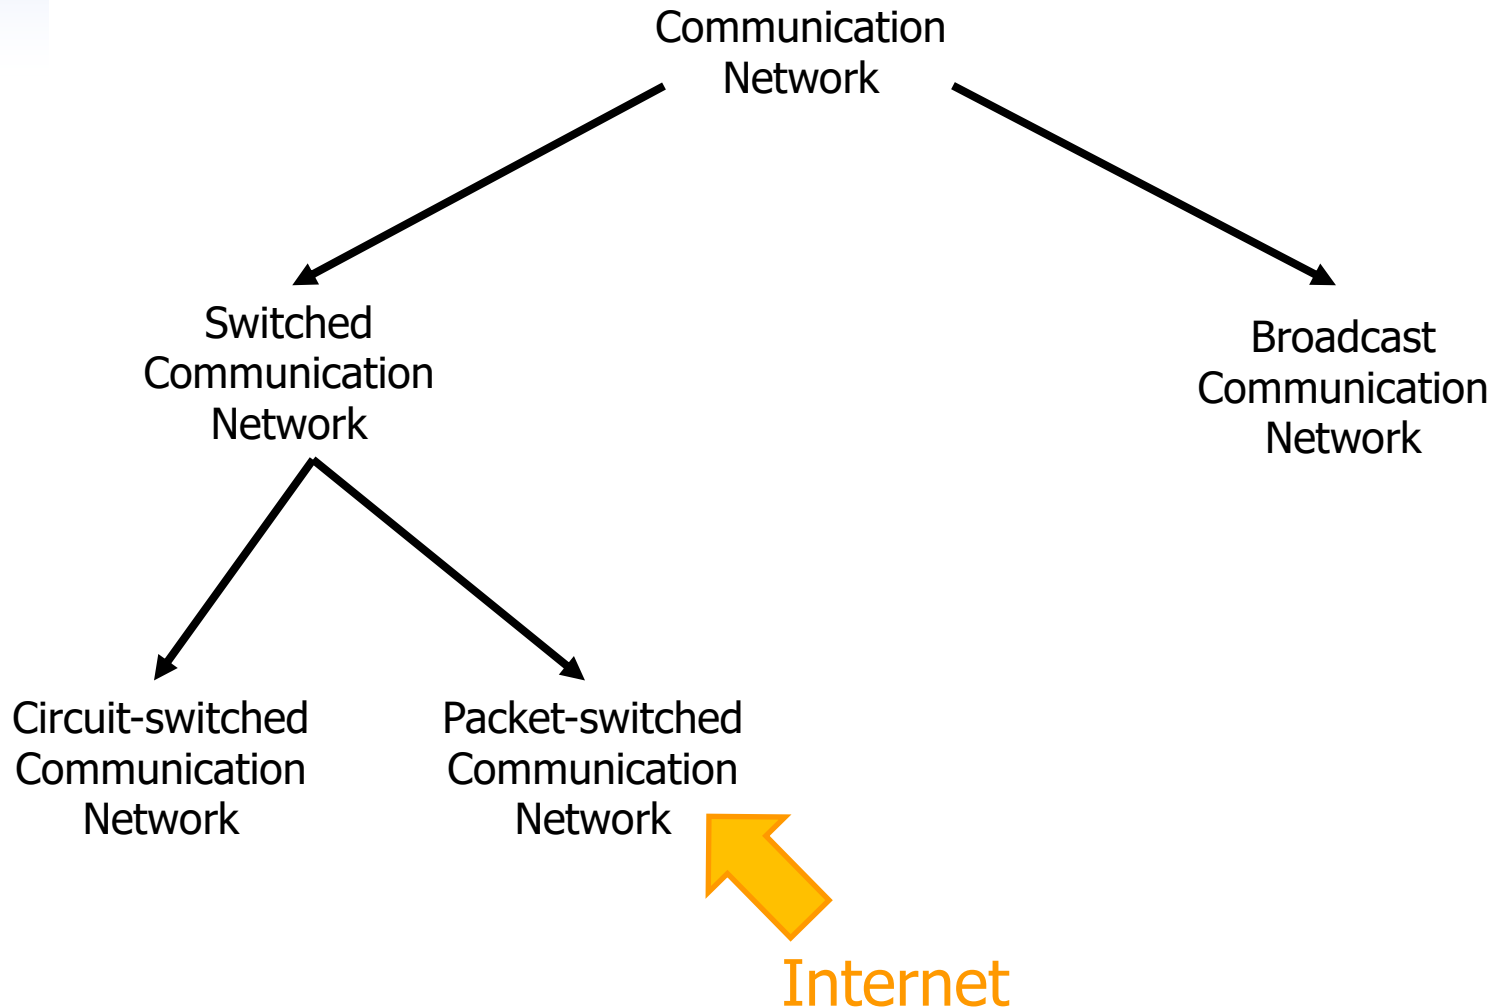 Communication
Network
Switched
Communication
Network
Broadcast
Communication
Network
Circuit-switched
Communication
Network
Packet-switched
Communication
Network
Internet